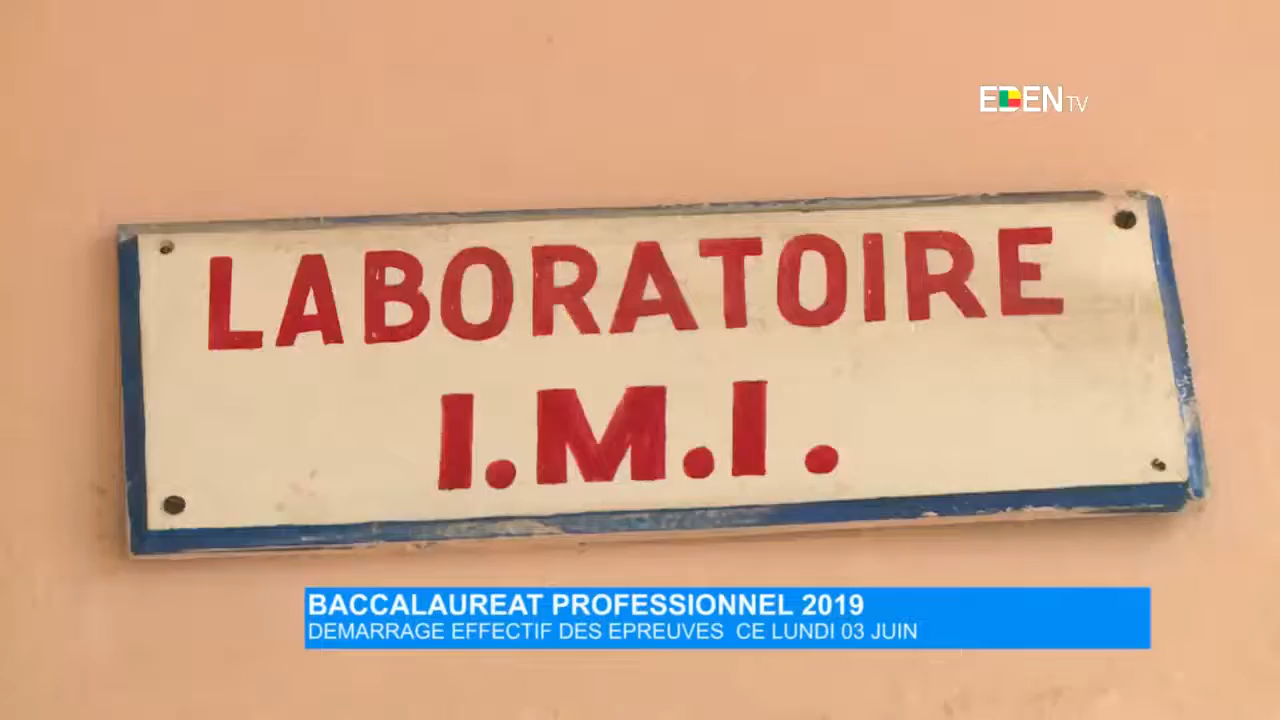 EDEN TV
LABORATOIRE
I.M.I.
BACCALAUREAT PROFESSIONNEL 2019
DEMARRAGE EFFECTIF DES EPREUVES CE LUNDI 03 JUIN